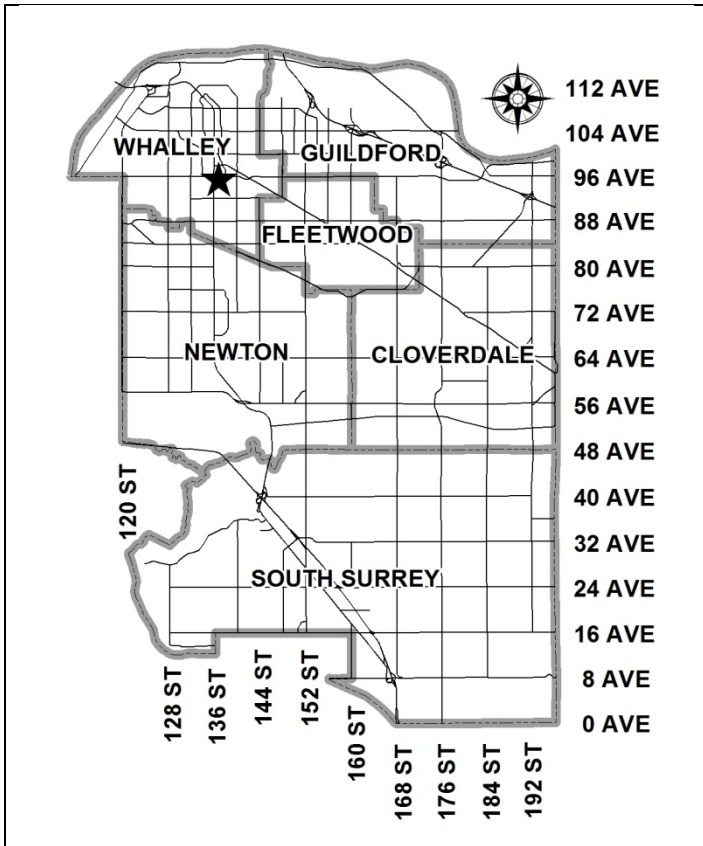 112 AVE
104 AVE
WHALLEY
GUILDFORD
96 AVE
88 AVE
FLEETWOOD
80 AVE
72 AVE
NEWTON
CLOVERDALE
64 AVE
56 AVE
48 AVE
120 ST
40 AVE
32 AVE
SOUTH SURREY
24 AVE
16 AVE
8 AVE
0 AVE
128 ST
136 ST
144 ST
152 ST
160 ST
168 ST
176 ST
184 ST
192 ST